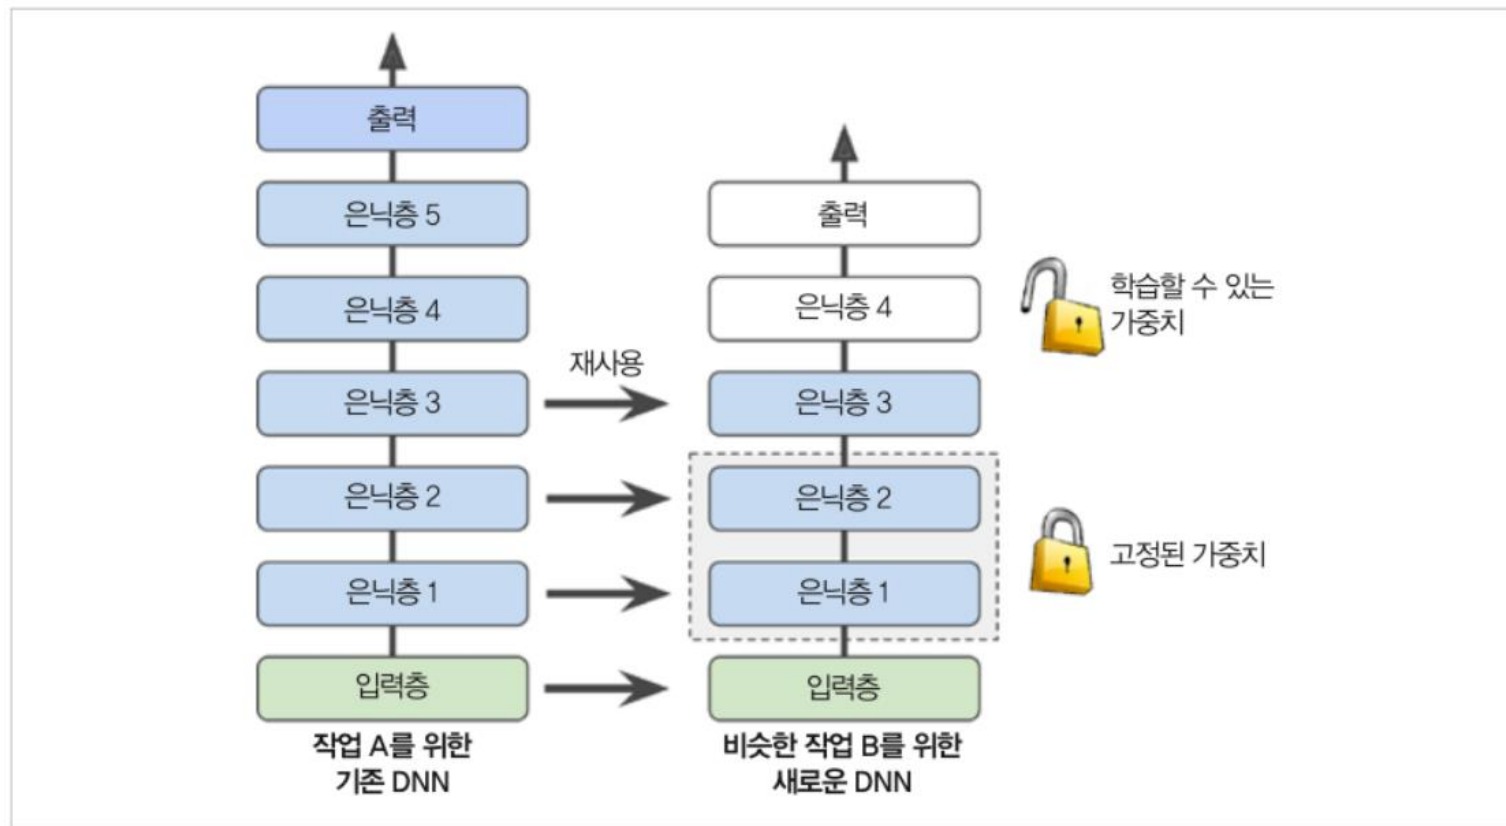 출력
은닉층 5
은닉층 4
은닉층 3
은닉층 2
은닉층 1
입력층
작업 A를 위한
기존 DNN
재사용
출력
은닉층 4
은닉층 3
은닉층 2
은닉층 1
입력층
비슷한 작업 B를 위한
새로운 DNN
학습할 수 있는
가중치
고정된 가중치